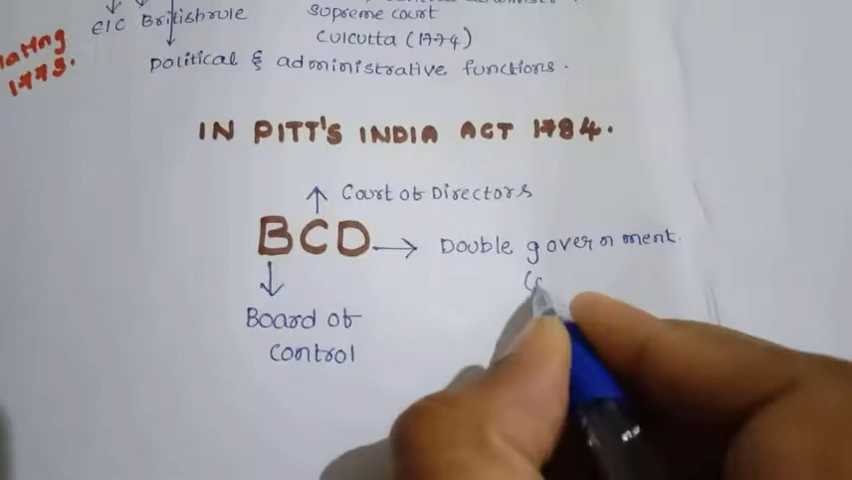 EIC Britishrule
Supreme court
Culcutta (1774)
1773.
political & administrative functions.
IN PITT'S INDIA ACT 1784.
Court of Directors
BCD
Double government.
Board of
control